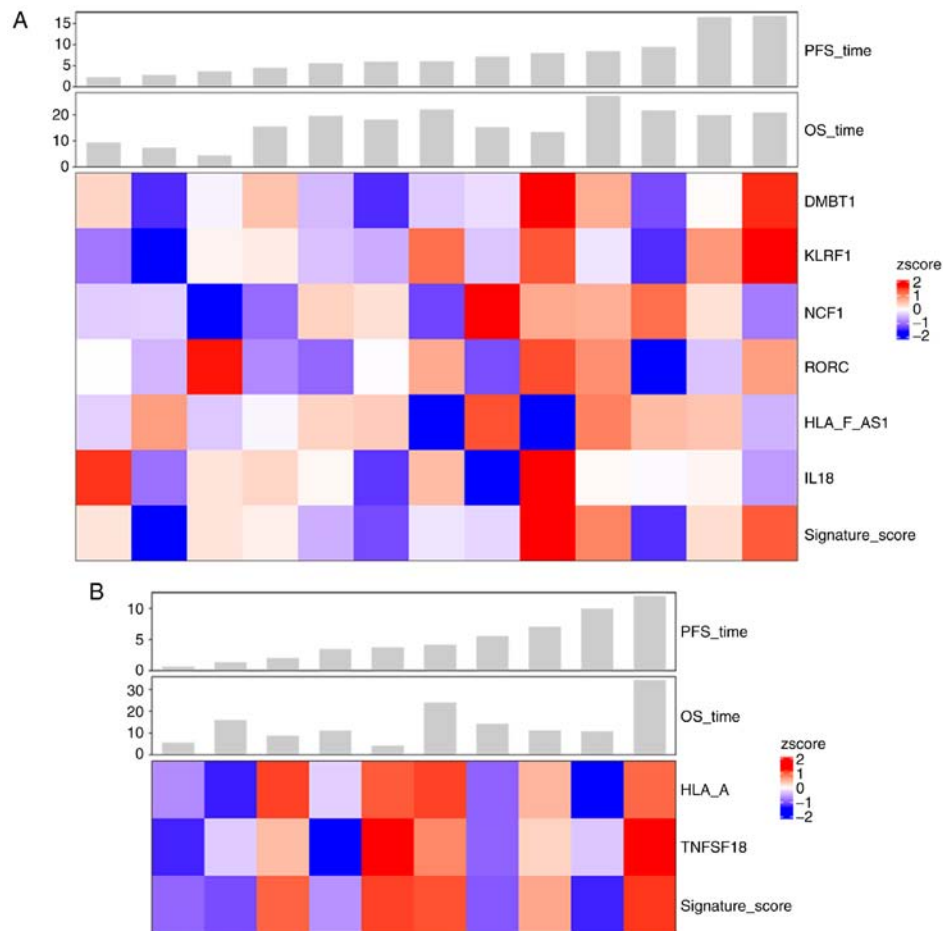 A
15
10
5
0
PFS_time
20
10
0
OS_time
DMBT1
KLRF1
NCF1
RORC
HLA_F_AS1
IL18
Signature_score
zscore
2
1
0
−1
−2
B
10
5
0
PFS_time
30
20
10
0
OS_time
HLA_A
TNFSF18
Signature_score
zscore
2
1
0
−1
−2